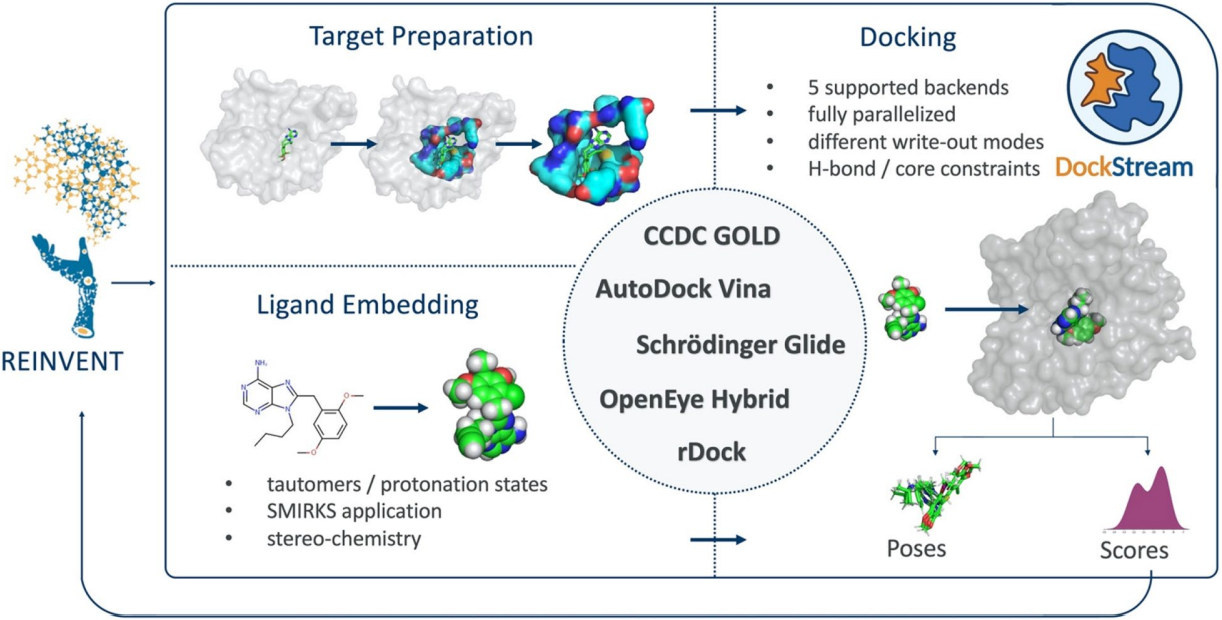 Target Preparation
Docking
• 5 supported backends
• fully parallelized
• different write-out modes
• H-bond / core constraints
DockStream
REINVENT
CCDC GOLD
AutoDock Vina
Schrödinger Glide
OpenEye Hybrid
rDock
Ligand Embedding
NH₂
N
N
N
N
O
O
• tautomers / protonation states
• SMIRKS application
• stereo-chemistry
Poses
Scores